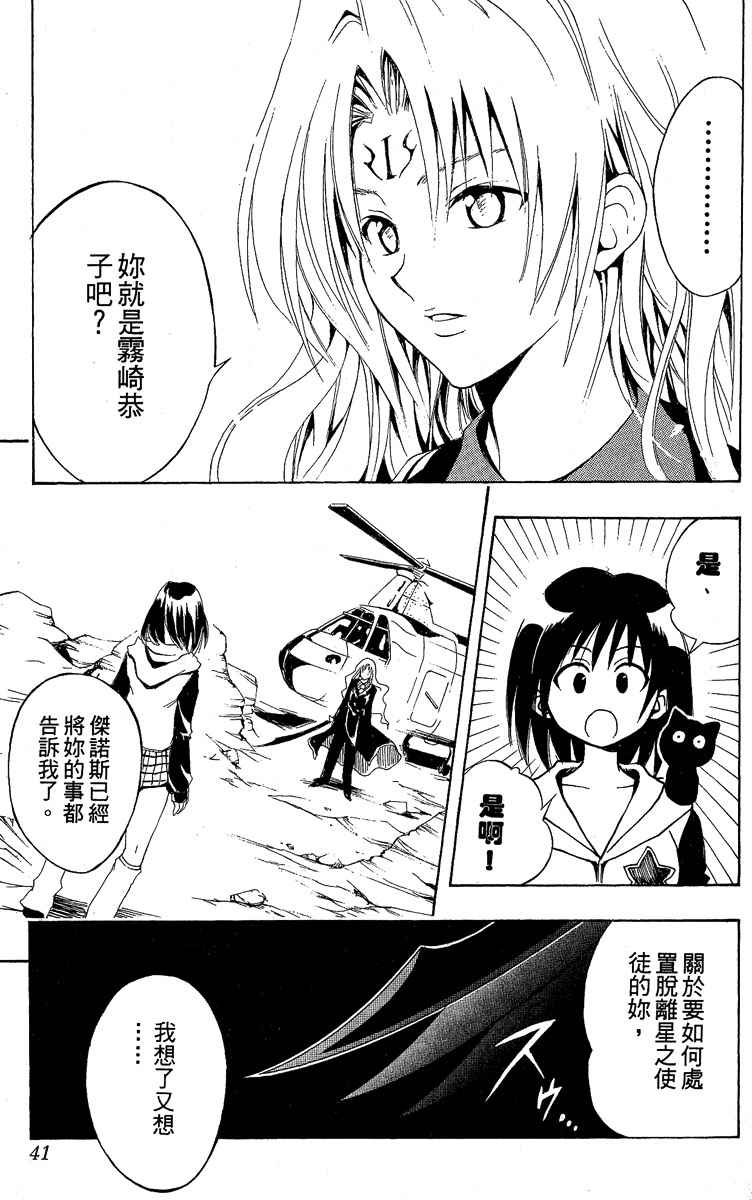 …………
妳就是霧崎恭
子吧？
是、
是啊！
傑諾斯已經
將妳的事都
告訴我了。
關於要如何處
置脫離星之使
徒的妳，
スゥ…
我想了又想
……
41